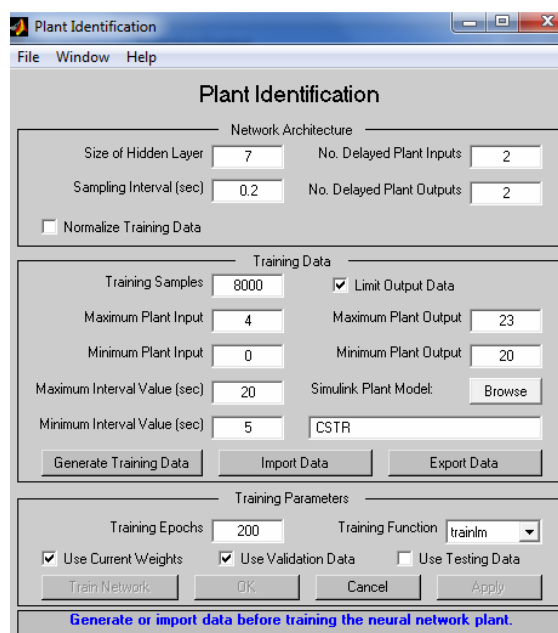 Plant Identification
File Window Help
Plant Identification
Network Architecture
Size of Hidden Layer 7 No. Delayed Plant Inputs 2
Sampling Interval (sec) 0.2 No. Delayed Plant Outputs 2
Normalize Training Data
Training Data
Training Samples 8000 Limit Output Data
Maximum Plant Input 4 Maximum Plant Output 23
Minimum Plant Input 0 Minimum Plant Output 20
Maximum Interval Value (sec) 20 Simulink Plant Model: Browse
Minimum Interval Value (sec) 5 CSTR
Generate Training Data Import Data Export Data
Training Parameters
Training Epochs 200 Training Function trainlm
Use Current Weights Use Validation Data Use Testing Data
Train Network OK Cancel Apply
Generate or import data before training the neural network plant.